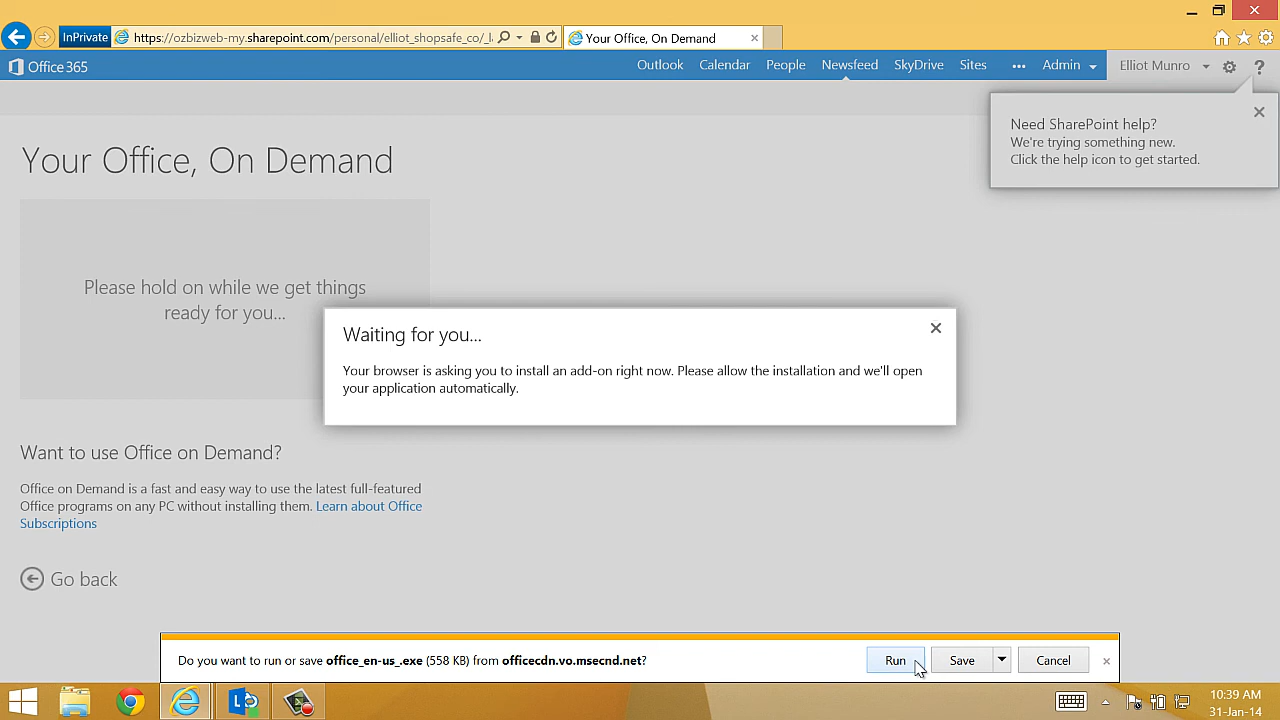 InPrivate
https://ozbizweb-my.sharepoint.com/personal/elliot_shopsafe_co/_l
Your Office, On Demand
Office 365
Outlook Calendar People Newsfeed SkyDrive Sites ••• Admin Elliot Munro ?
Need SharePoint help?
We're trying something new.
Click the help icon to get started.
Your Office, On Demand
Please hold on while we get things
ready for you...
Waiting for you...
Your browser is asking you to install an add-on right now. Please allow the installation and we'll open
your application automatically.
Want to use Office on Demand?
Office on Demand is a fast and easy way to use the latest full-featured
Office programs on any PC without installing them. Learn about Office
Subscriptions
Go back
Do you want to run or save office_en-us_.exe (558 KB) from officecdn.vo.msecnd.net?
Run Save Cancel
10:39 AM
31-Jan-14